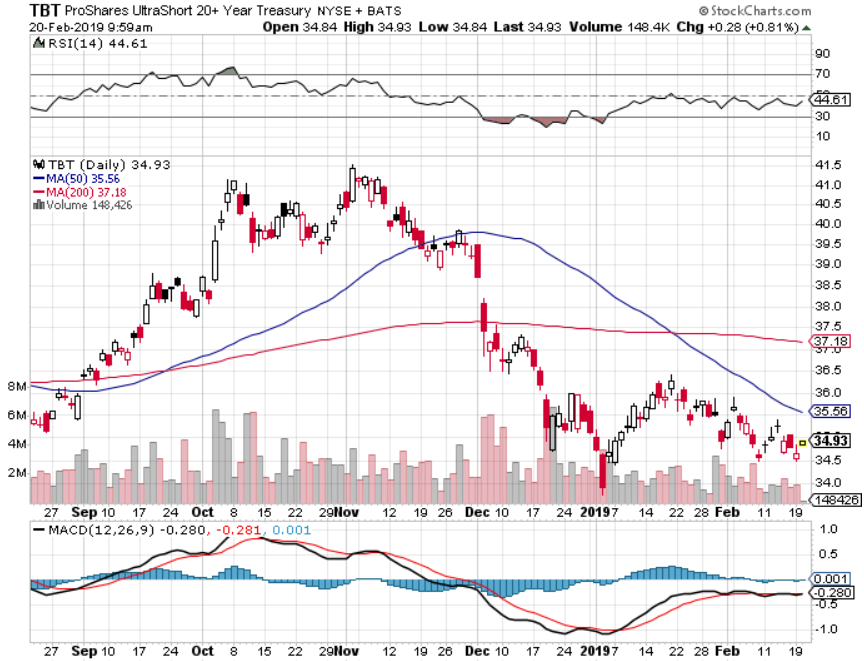 TBT ProShares UltraShort 20+ Year Treasury NYSE + BATS © StockCharts.com
20-Feb-2019 9:59am Open 34.84 High 34.93 Low 34.84 Last 34.93 Volume 148.4K Chg +0.28 (+0.81%)
RSI(14) 44.61
90
70
44.61
30
10
TBT (Daily) 34.93
MA(50) 35.56
MA(200) 37.18
Volume 148,426
41.5
41.0
40.5
40.0
39.5
39.0
38.5
38.0
37.5
37.18
37.0
36.5
36.0
35.56
34.93
34.5
34.0
148426
8M
6M
4M
2M
27 Sep 10 17 24 Oct 8 15 22 29 Nov 12 19 26 Dec 10 17 24 2019 7 14 22 28 Feb 11 19
MACD(12,26,9) -0.280, -0.281, 0.001
1.0
0.5
0.001
-0.280
-0.5
-1.0
27 Sep 10 17 24 Oct 8 15 22 29 Nov 12 19 26 Dec 10 17 24 2019 7 14 22 28 Feb 11 19